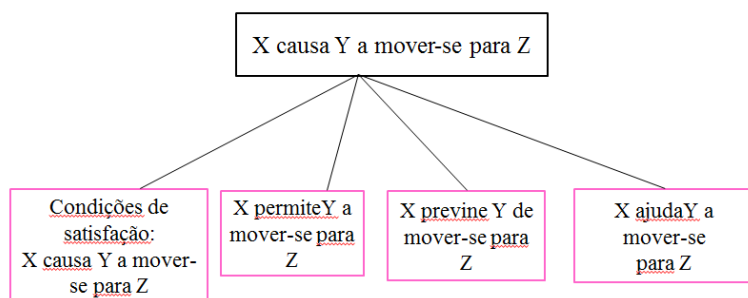 X causa Y a mover-se para Z
Condições de
satisfação:
X causa Y a mover-
se para Z
X permiteY a
mover-se para
Z
X previne Y de
mover-se para
Z
X ajudaY a
mover-se
para Z